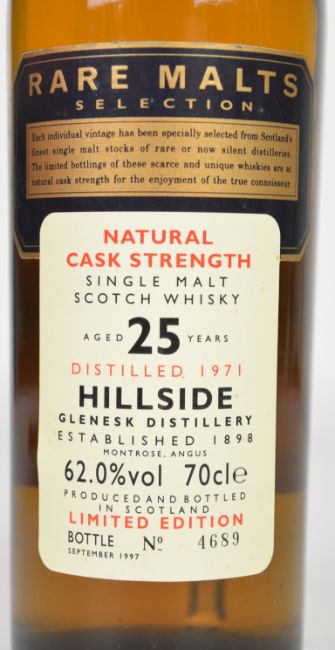 RARE MALTS
SELECTION
Each individual vintage has been specially selected from Scotland's
finest single malt stocks of rare or now silent distilleries.
The limited bottlings of these scarce and unique whiskies are at
natural cask strength for the enjoyment of the true connoisseur.
NATURAL
CASK STRENGTH
SINGLE MALT
SCOTCH WHISKY
AGED 25 YEARS
DISTILLED 1971
HILLSIDE
GLENESK DISTILLERY
ESTABLISHED 1898
MONTROSE, ANGUS
62.0%vol 70cl℮
PRODUCED AND BOTTLED
IN SCOTLAND
LIMITED EDITION
BOTTLE Nº 4689
SEPTEMBER 1997